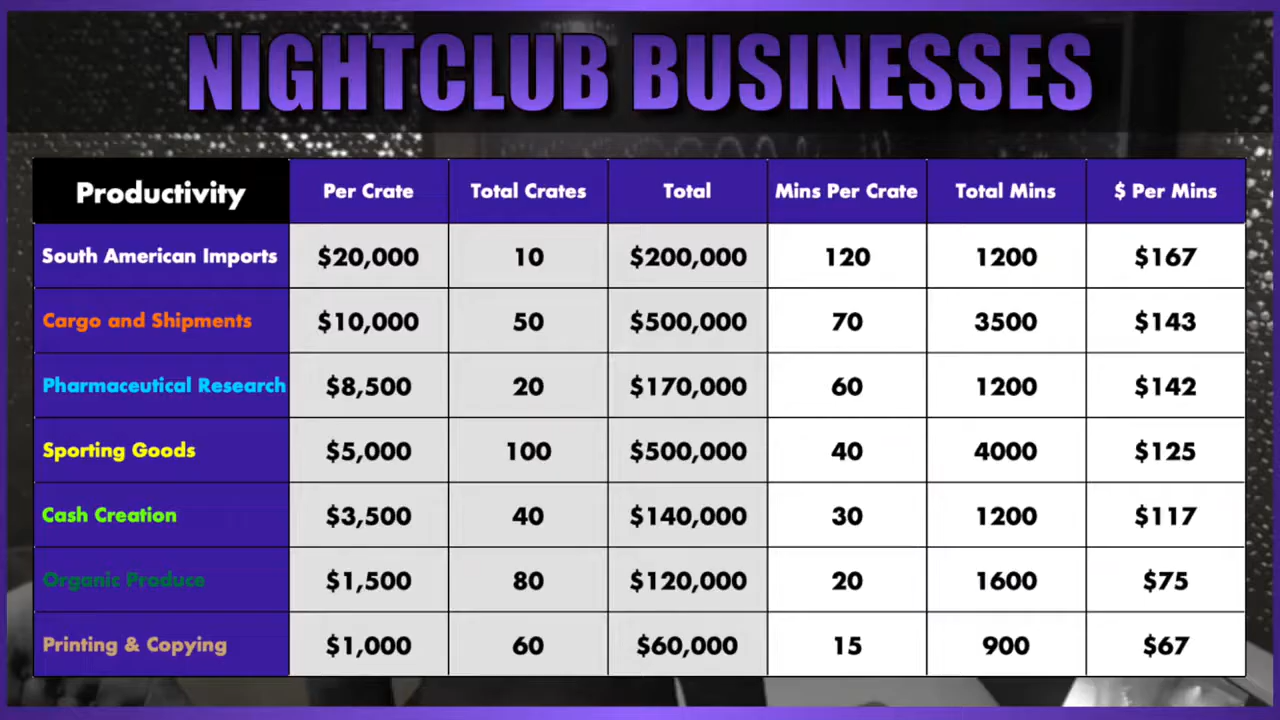 NIGHTCLUB BUSINESSES
Productivity Per Crate Total Crates Total Mins Per Crate Total Mins $ Per Mins
South American Imports $20,000 10 $200,000 120 1200 $167
Cargo and Shipments $10,000 50 $500,000 70 3500 $143
Pharmaceutical Research $8,500 20 $170,000 60 1200 $142
Sporting Goods $5,000 100 $500,000 40 4000 $125
Cash Creation $3,500 40 $140,000 30 1200 $117
Organic Produce $1,500 80 $120,000 20 1600 $75
Printing & Copying $1,000 60 $60,000 15 900 $67